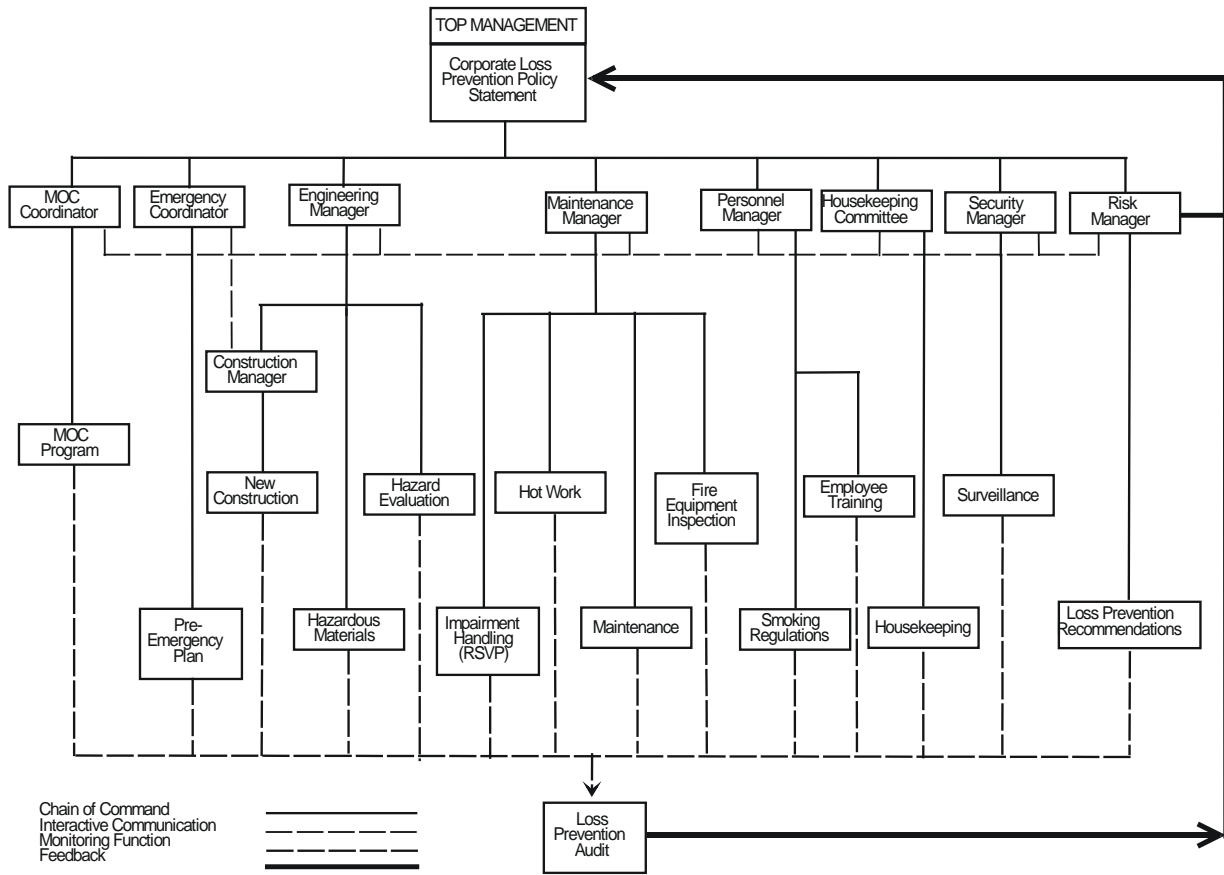 TOP MANAGEMENT
Corporate Loss
Prevention Policy
Statement
MOC
Coordinator
Emergency
Coordinator
Engineering
Manager
Maintenance
Manager
Personnel
Manager
Housekeeping
Committee
Security
Manager
Risk
Manager
Construction
Manager
MOC
Program
New
Construction
Hazard
Evaluation
Hot Work
Fire
Equipment
Inspection
Employee
Training
Surveillance
Pre-
Emergency
Plan
Hazardous
Materials
Impairment
Handling
(RSVP)
Maintenance
Smoking
Regulations
Housekeeping
Loss Prevention
Recommendations
Chain of Command
Interactive Communication
Monitoring Function
Feedback
Loss
Prevention
Audit